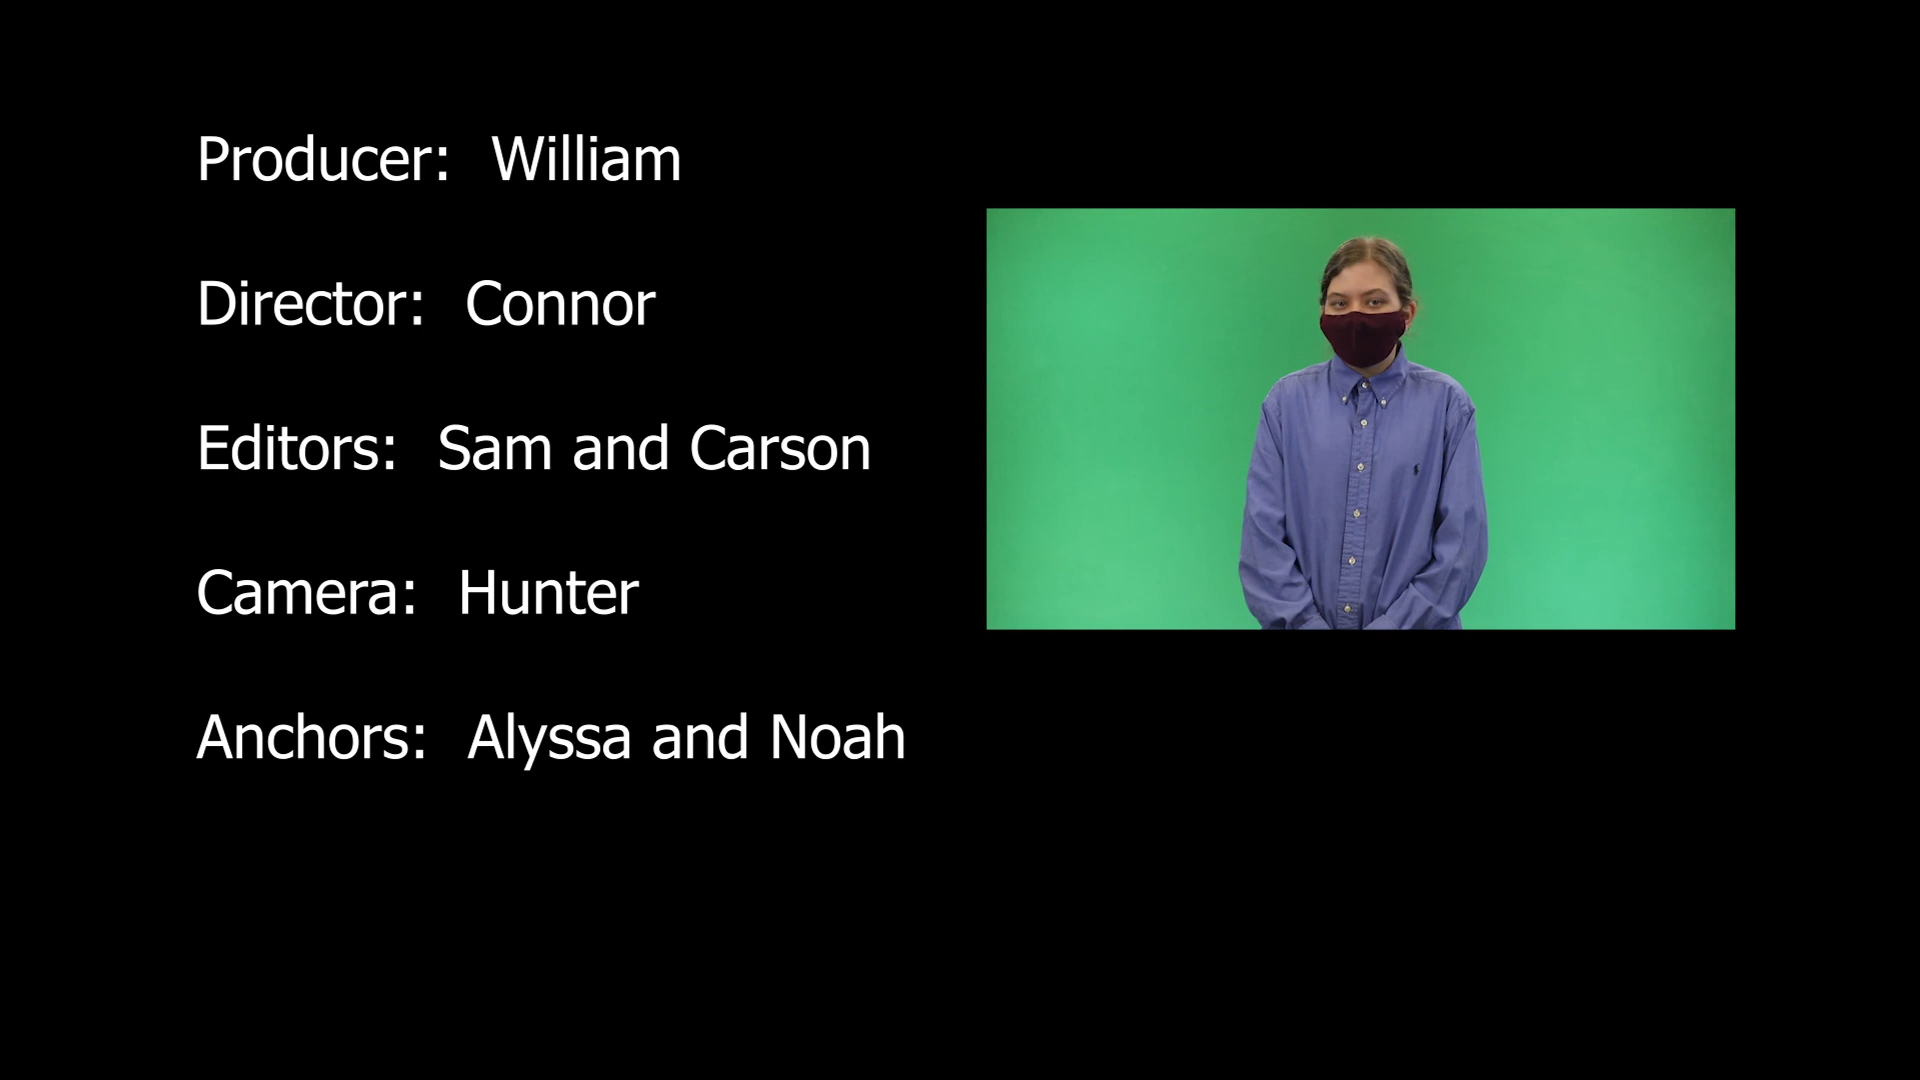 Producer:  William
Director:  Connor
Editors:  Sam and Carson
Camera:  Hunter
Anchors:  Alyssa and Noah